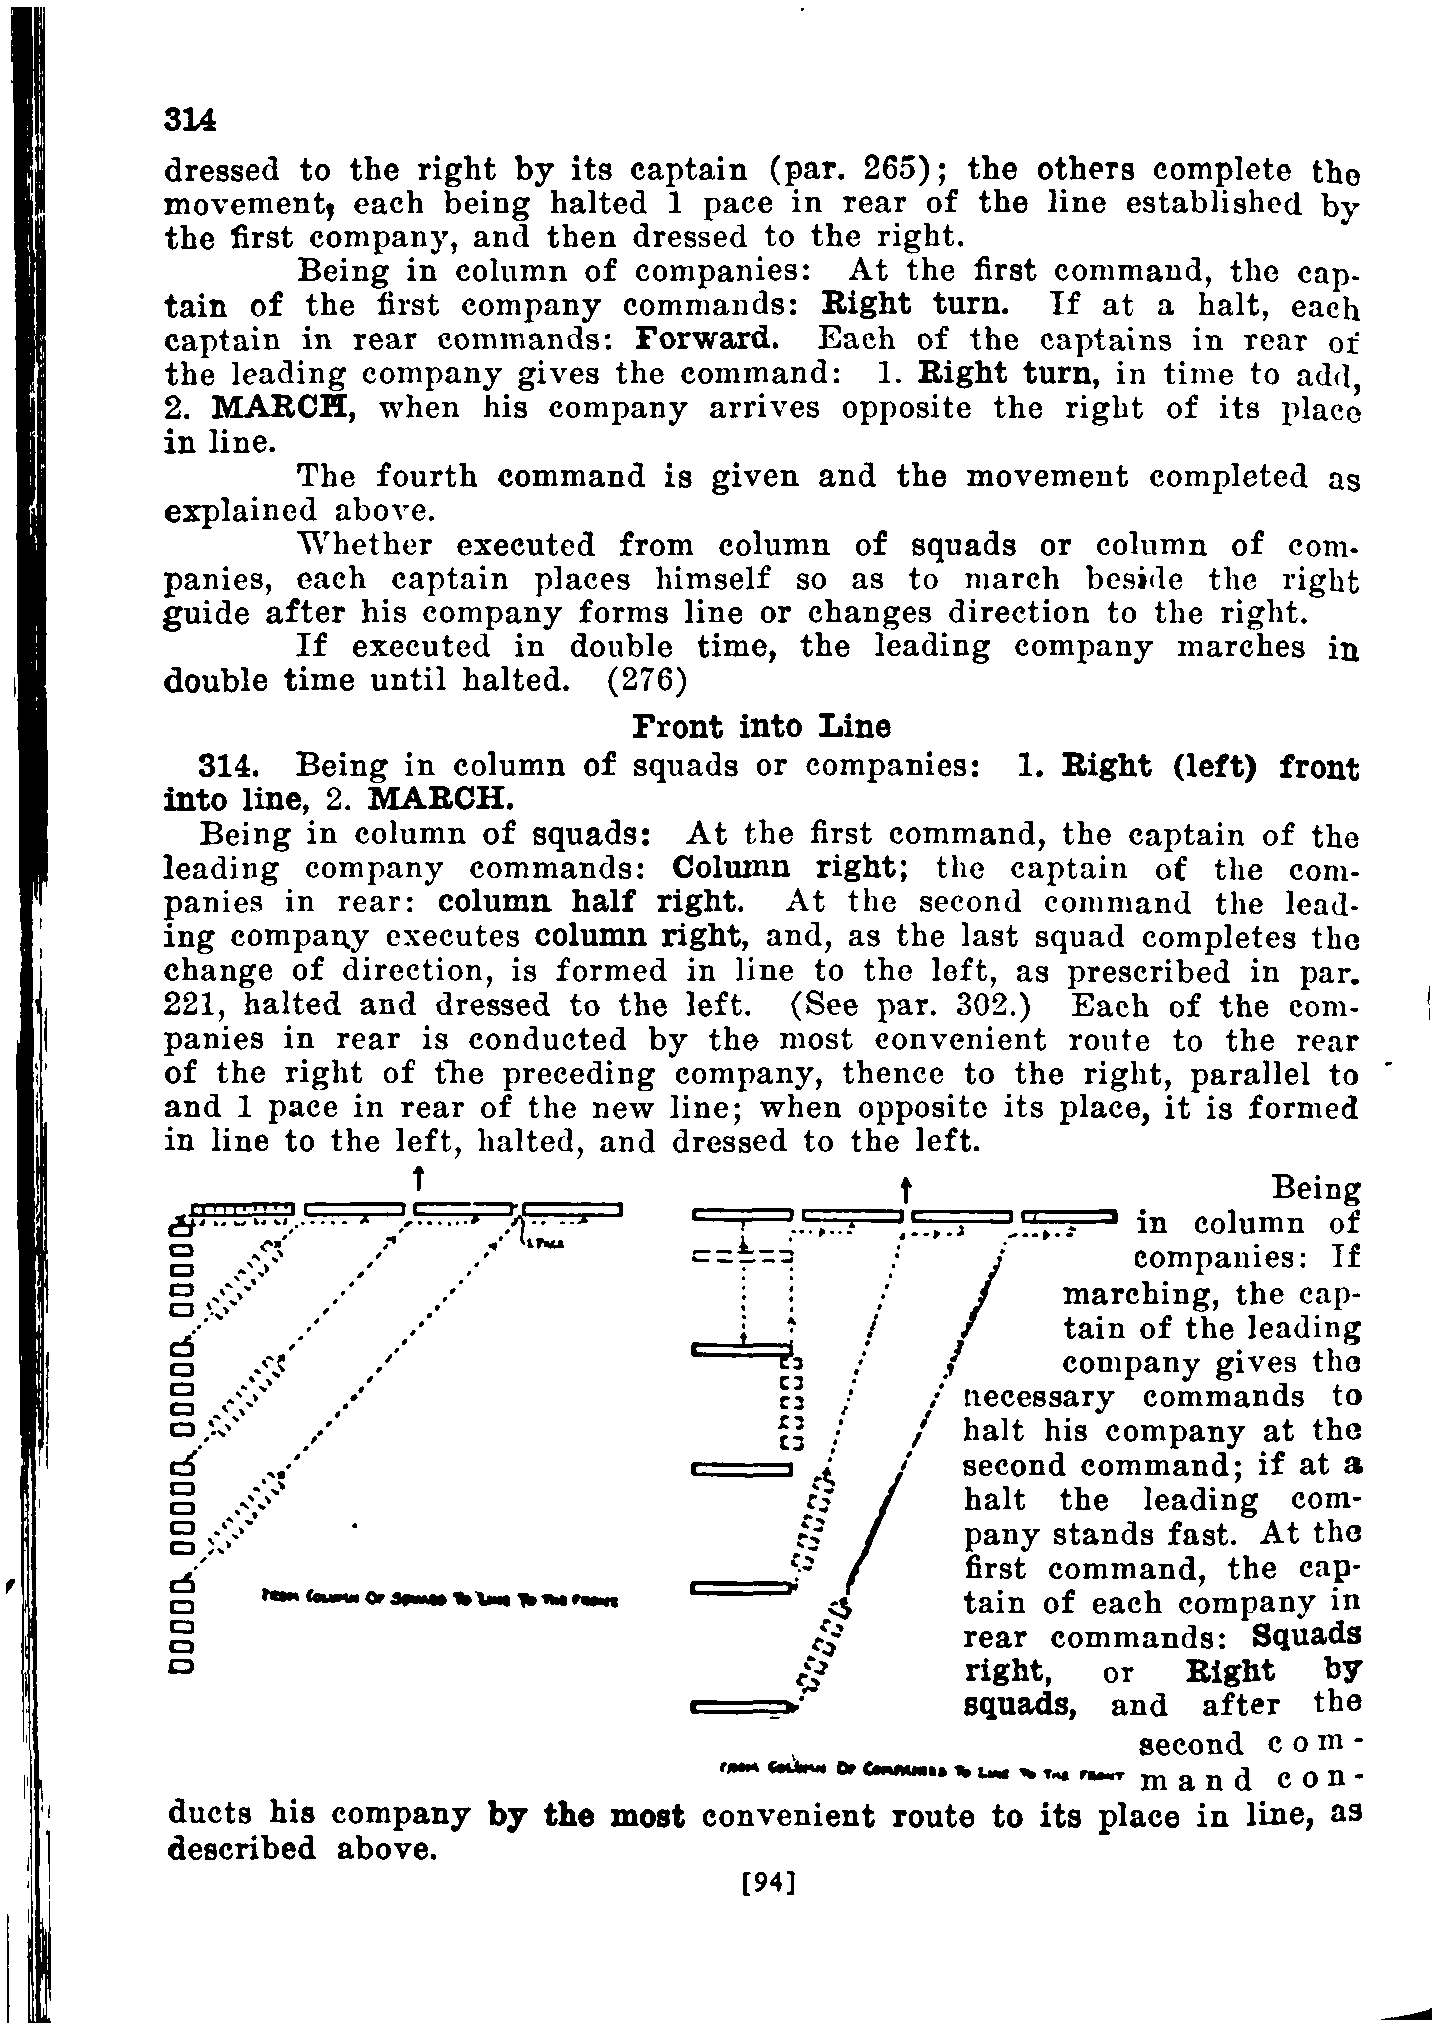 314
dressed to the right by its captain (par. 265); the others complete the
movement, each being halted 1 pace in rear of the line established by
the first company, and then dressed to the right.
Being in column of companies: At the first command, the cap-
tain of the first company commands: Right turn. If at a halt, each
captain in rear commands: Forward. Each of the captains in rear of
the leading company gives the command: 1. Right turn, in time to add,
2. MARCH, when his company arrives opposite the right of its place
in line.
The fourth command is given and the movement completed as
explained above.
Whether executed from column of squads or column of com-
panies, each captain places himself so as to march beside the right
guide after his company forms line or changes direction to the right.
If executed in double time, the leading company marches in
double time until halted. (276)
Front into Line
314. Being in column of squads or companies: 1. Right (left) front
into line, 2. MARCH.
Being in column of squads: At the first command, the captain of the
leading company commands: Column right; the captain of the com-
panies in rear: column half right. At the second command the lead-
ing company executes column right, and, as the last squad completes the
change of direction, is formed in line to the left, as prescribed in par.
221, halted and dressed to the left. (See par. 302.) Each of the com-
panies in rear is conducted by the most convenient route to the rear
of the right of the preceding company, thence to the right, parallel to
and 1 pace in rear of the new line; when opposite its place, it is formed
in line to the left, halted, and dressed to the left.
1 PACE
FROM COLUMN OF SQUADS TO LINE TO THE FRONT
Being
in column of
companies: If
marching, the cap-
tain of the leading
company gives the
necessary commands to
halt his company at the
second command; if at a
halt the leading com-
pany stands fast. At the
first command, the cap-
tain of each company in
rear commands: Squads
right, or Right by
squads, and after the
second com-
FROM COLUMN OF COMPANIES TO LINE TO THE FRONT
mand con-
ducts his company by the most convenient route to its place in line, as
described above.
[94]